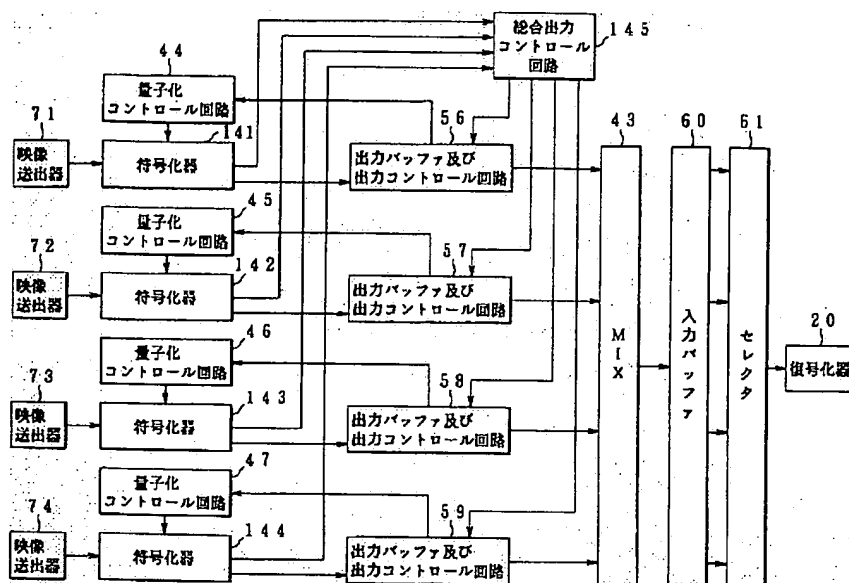 総合出力
コントロール
回路
145
44
量子化
コントロール回路
71
映像
送出器
141
符号化器
56
出力バッファ及び
出力コントロール回路
43
MIX
60
入力バッファ
61
セレクタ
45
量子化
コントロール回路
72
映像
送出器
142
符号化器
57
出力バッファ及び
出力コントロール回路
20
復号化器
46
量子化
コントロール回路
73
映像
送出器
143
符号化器
58
出力バッファ及び
出力コントロール回路
47
量子化
コントロール回路
74
映像
送出器
144
符号化器
59
出力バッファ及び
出力コントロール回路